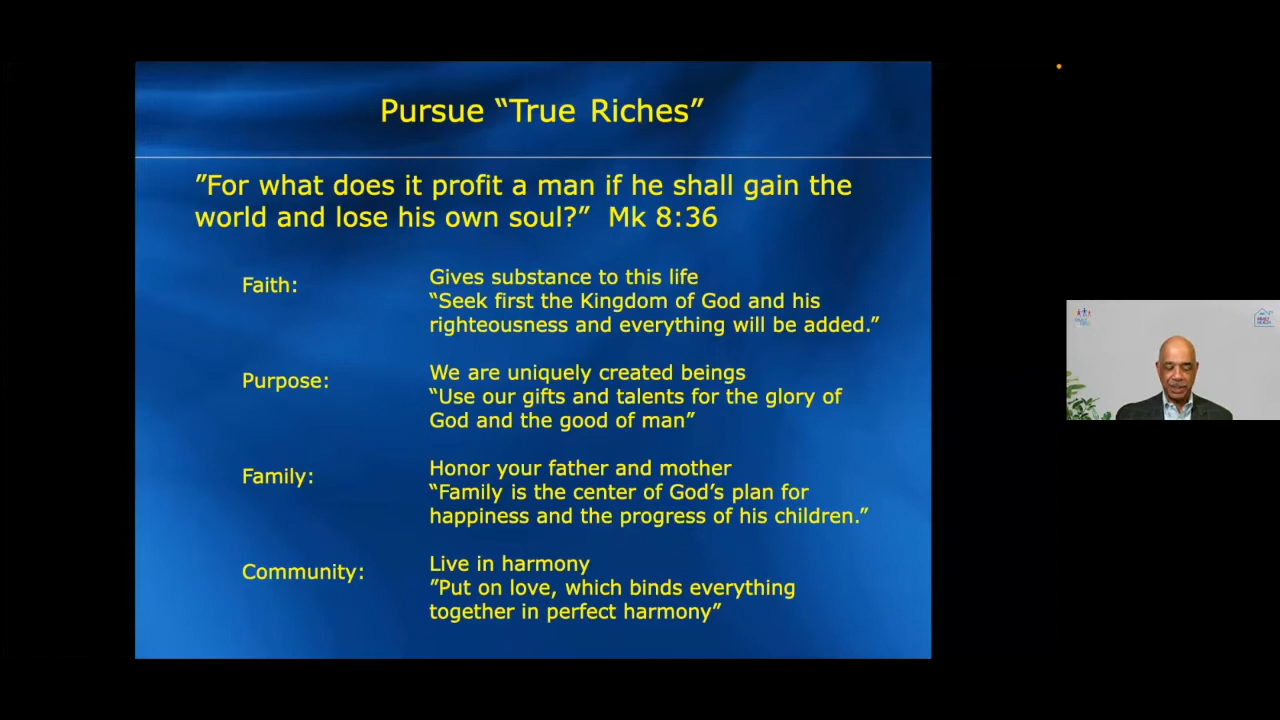 Pursue “True Riches”
”For what does it profit a man if he shall gain the
world and lose his own soul?” Mk 8:36
Faith:
Gives substance to this life
“Seek first the Kingdom of God and his
righteousness and everything will be added.”
Purpose:
We are uniquely created beings
“Use our gifts and talents for the glory of
God and the good of man”
Family:
Honor your father and mother
“Family is the center of God’s plan for
happiness and the progress of his children.”
Community:
Live in harmony
”Put on love, which binds everything
together in perfect harmony”